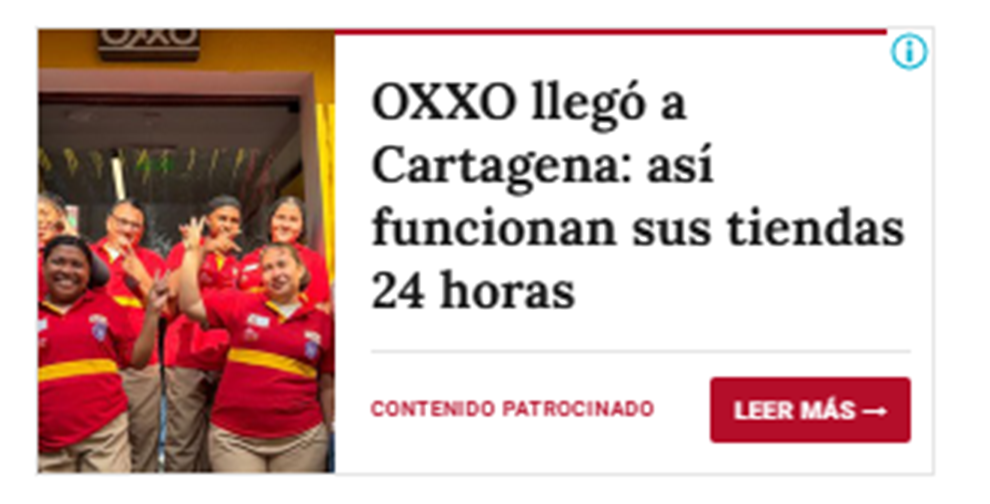 OXXO
OXXO llegó a
Cartagena: así
funcionan sus tiendas
24 horas
CONTENIDO PATROCINADO
LEER MÁS →